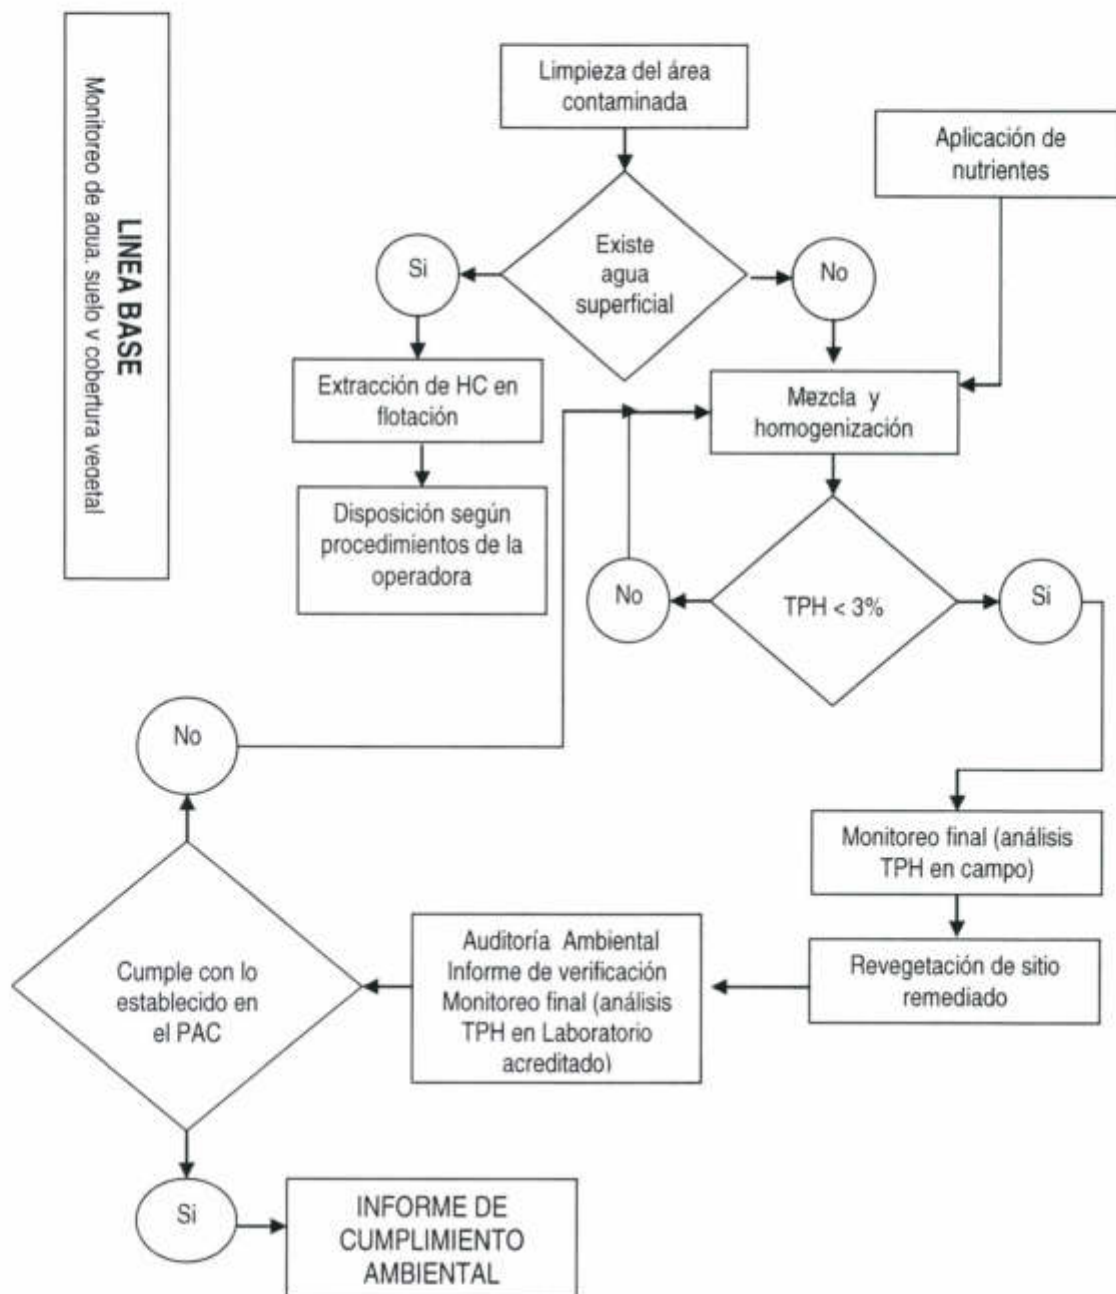 LINEA BASE
Monitoreo de agua, suelo y cobertura vegetal
Limpieza del área
contaminada
Aplicación de
nutrientes
Existe
agua
superficial
Si
No
Extracción de HC en
flotación
Mezcla y
homogenización
Disposición según
procedimientos de la
operadora
No
TPH < 3%
Si
No
Monitoreo final (análisis
TPH en campo)
Cumple con lo
establecido en
el PAC
Auditoría Ambiental
Informe de verificación
Monitoreo final (análisis
TPH en Laboratorio
acreditado)
Revegetación de sitio
remediado
Si
INFORME DE
CUMPLIMIENTO
AMBIENTAL